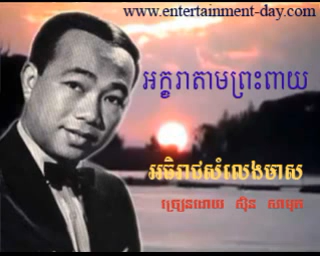 www.entertainment-day.com
អក្ខរាតាមព្រះពាយ
អធិរាជសំលេងមាស
ច្រៀងដោយ ស៊ីន សាមុត